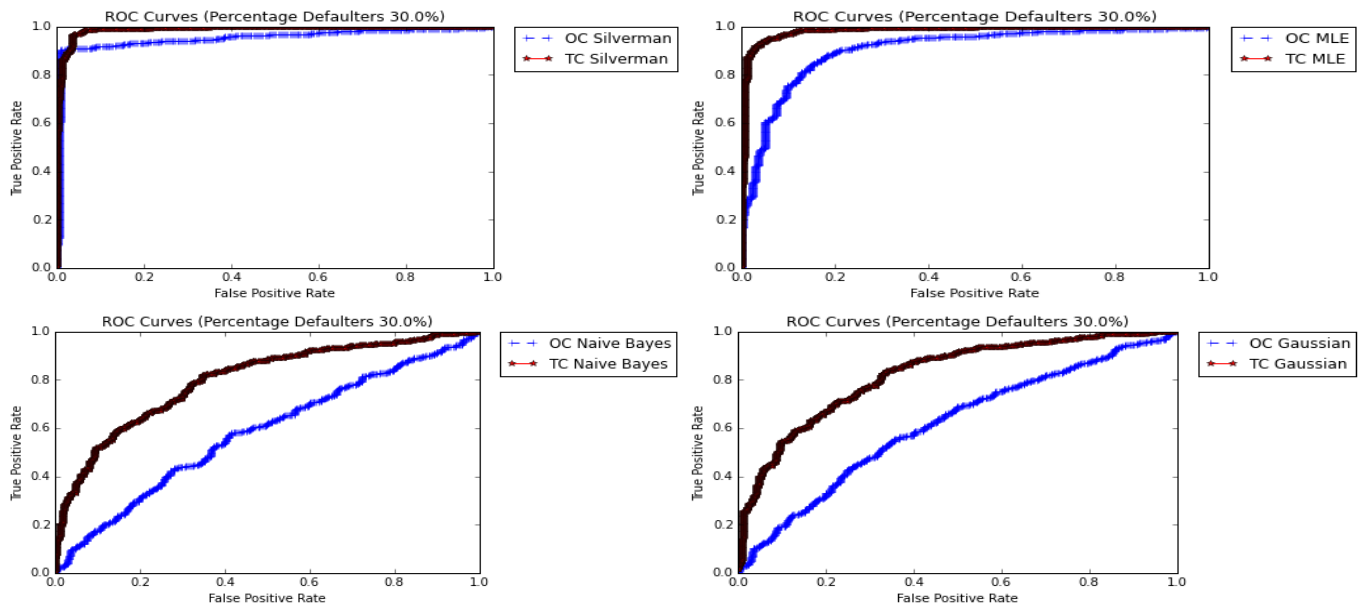 ROC Curves (Percentage Defaulters 30.0%)
1.0
0.8
0.6
0.4
0.2
0.0
True Positive Rate
0.0 0.2 0.4 0.6 0.8 1.0
False Positive Rate
OC Silverman
TC Silverman
ROC Curves (Percentage Defaulters 30.0%)
1.0
0.8
0.6
0.4
0.2
0.0
True Positive Rate
0.0 0.2 0.4 0.6 0.8 1.0
False Positive Rate
OC MLE
TC MLE
ROC Curves (Percentage Defaulters 30.0%)
1.0
0.8
0.6
0.4
0.2
0.0
True Positive Rate
0.0 0.2 0.4 0.6 0.8 1.0
False Positive Rate
OC Naive Bayes
TC Naive Bayes
ROC Curves (Percentage Defaulters 30.0%)
1.0
0.8
0.6
0.4
0.2
0.0
True Positive Rate
0.0 0.2 0.4 0.6 0.8 1.0
False Positive Rate
OC Gaussian
TC Gaussian